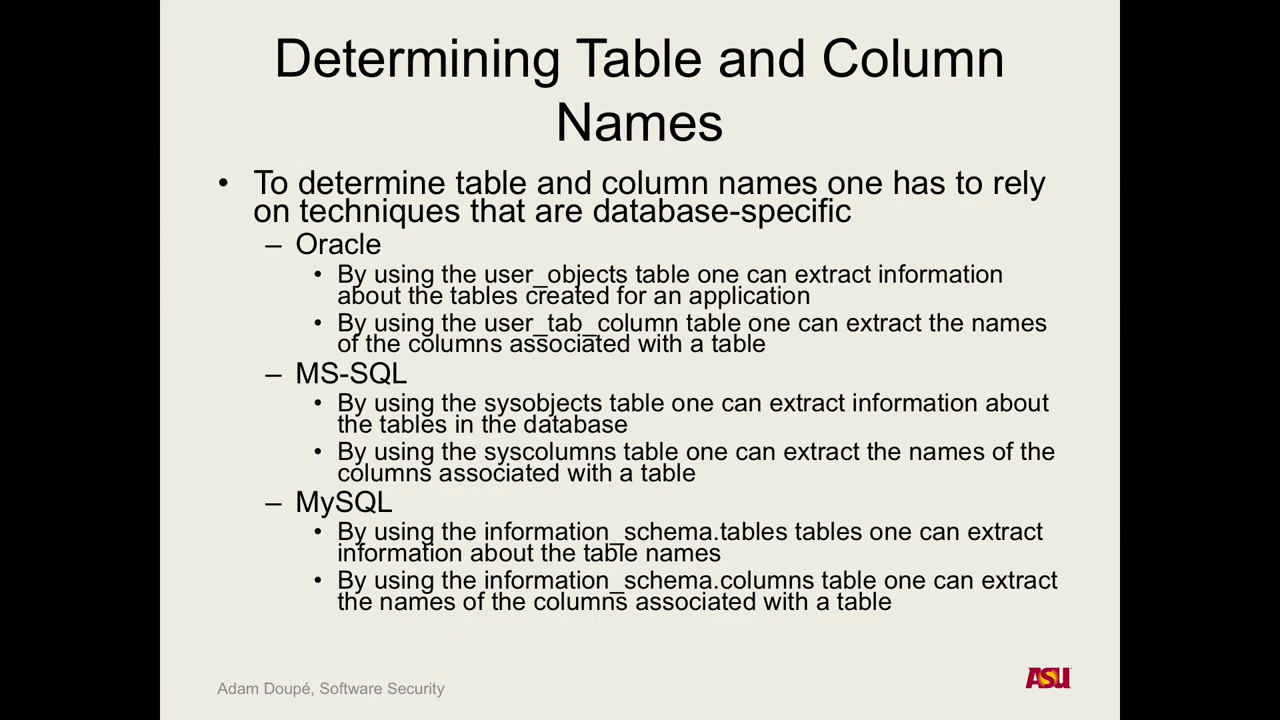 Determining Table and Column
Names
• To determine table and column names one has to rely
on techniques that are database-specific
– Oracle
• By using the user_objects table one can extract information
about the tables created for an application
• By using the user_tab_column table one can extract the names
of the columns associated with a table
– MS-SQL
• By using the sysobjects table one can extract information about
the tables in the database
• By using the syscolumns table one can extract the names of the
columns associated with a table
– MySQL
• By using the information_schema.tables tables one can extract
information about the table names
• By using the information_schema.columns table one can extract
the names of the columns associated with a table
Adam Doupé, Software Security
ASU